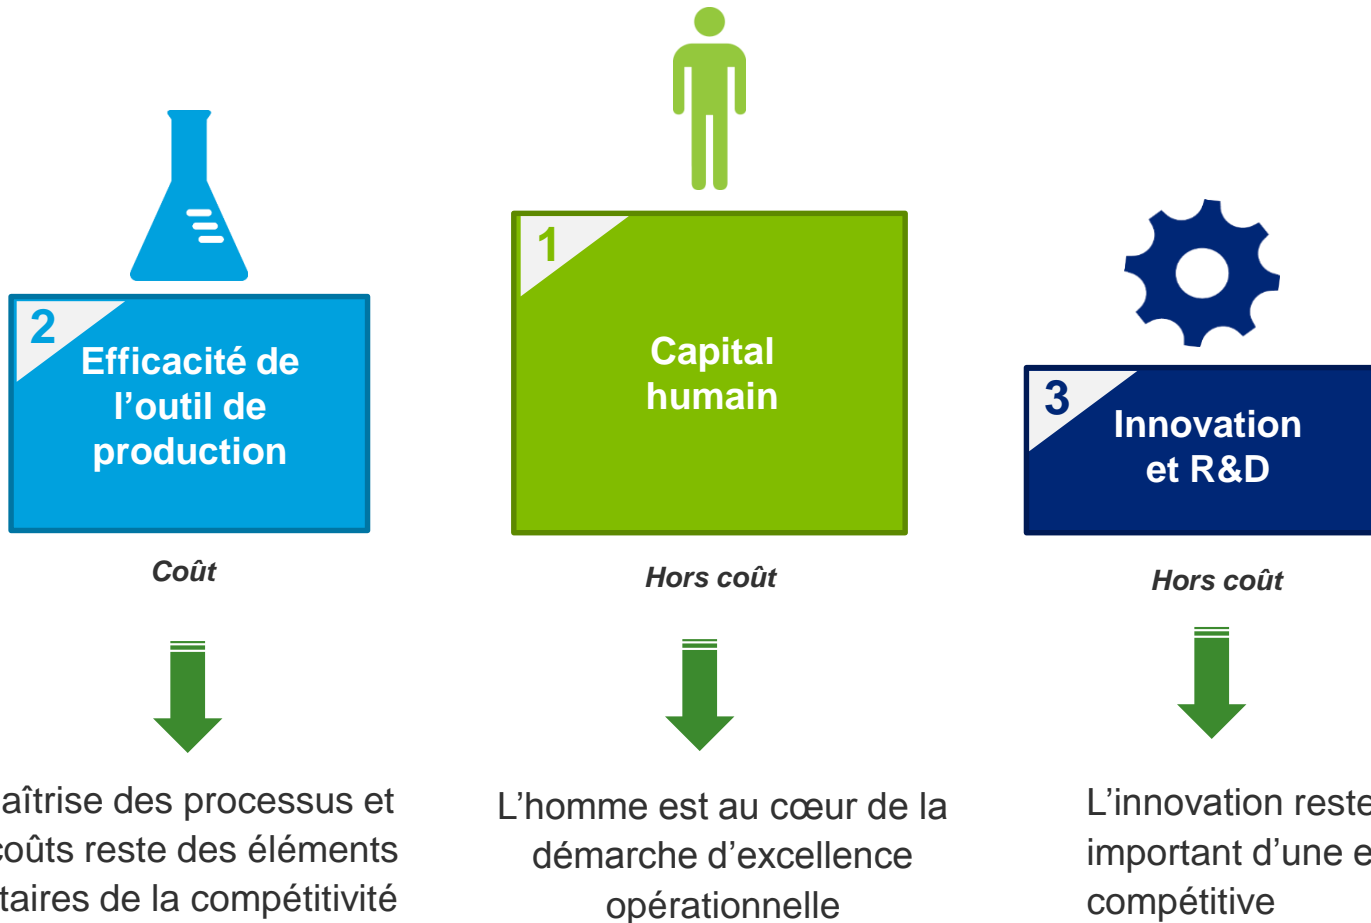 2
Efficacité de
l’outil de
production
Coût
aîtrise des processus et
coûts reste des éléments
taires de la compétitivité
1
Capital
humain
Hors coût
L’homme est au cœur de la
démarche d’excellence
opérationnelle
3
Innovation
et R&D
Hors coût
L’innovation reste
important d’une e
compétitive